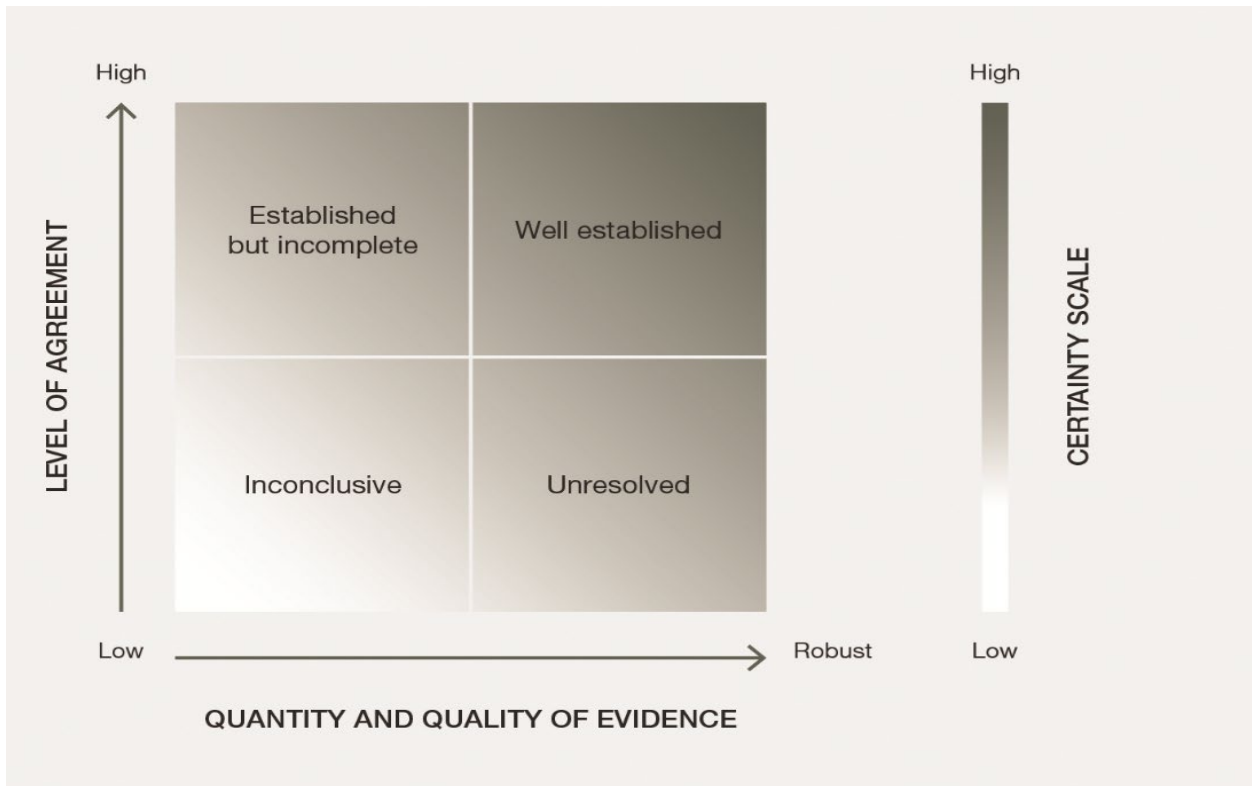 High
High
Established
but incomplete
Well established
LEVEL OF AGREEMENT
CERTAINTY SCALE
Inconclusive
Unresolved
Low
Robust
Low
QUANTITY AND QUALITY OF EVIDENCE